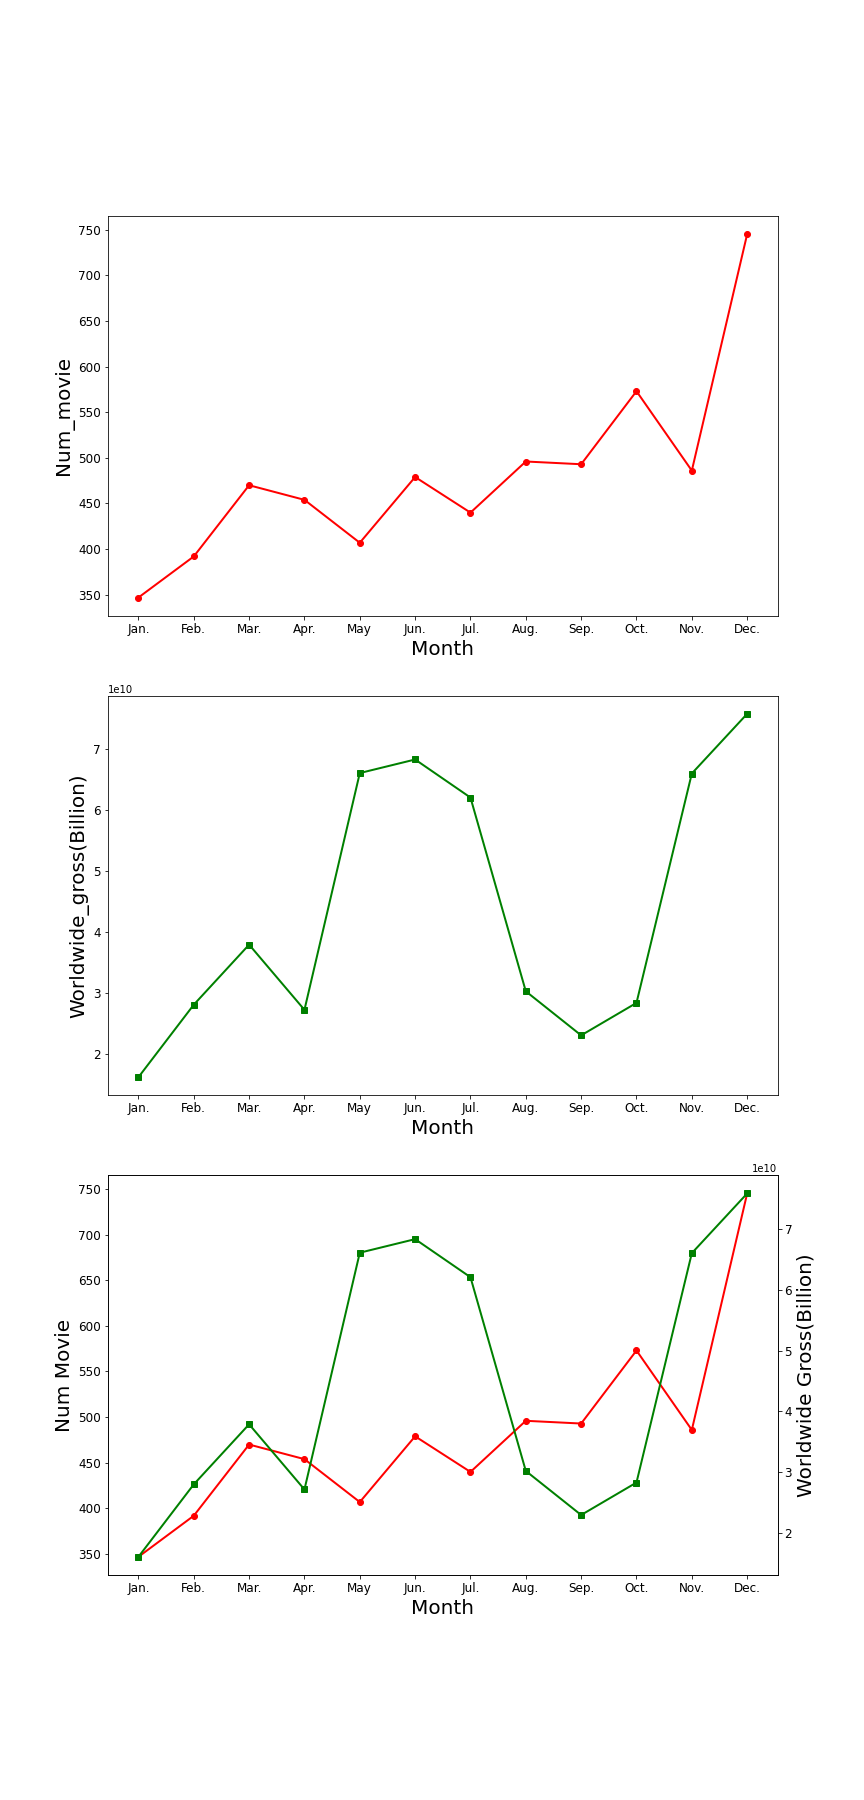 750
700
650
600
550
500
450
400
350
Num_movie
Jan. Feb. Mar. Apr. May Jun. Jul. Aug. Sep. Oct. Nov. Dec.
Month
1e10
7
6
5
4
3
2
Worldwide_gross(Billion)
Jan. Feb. Mar. Apr. May Jun. Jul. Aug. Sep. Oct. Nov. Dec.
Month
1e10
750
700
650
600
550
500
450
400
350
Num Movie
7
6
5
4
3
2
Worldwide Gross(Billion)
Jan. Feb. Mar. Apr. May Jun. Jul. Aug. Sep. Oct. Nov. Dec.
Month